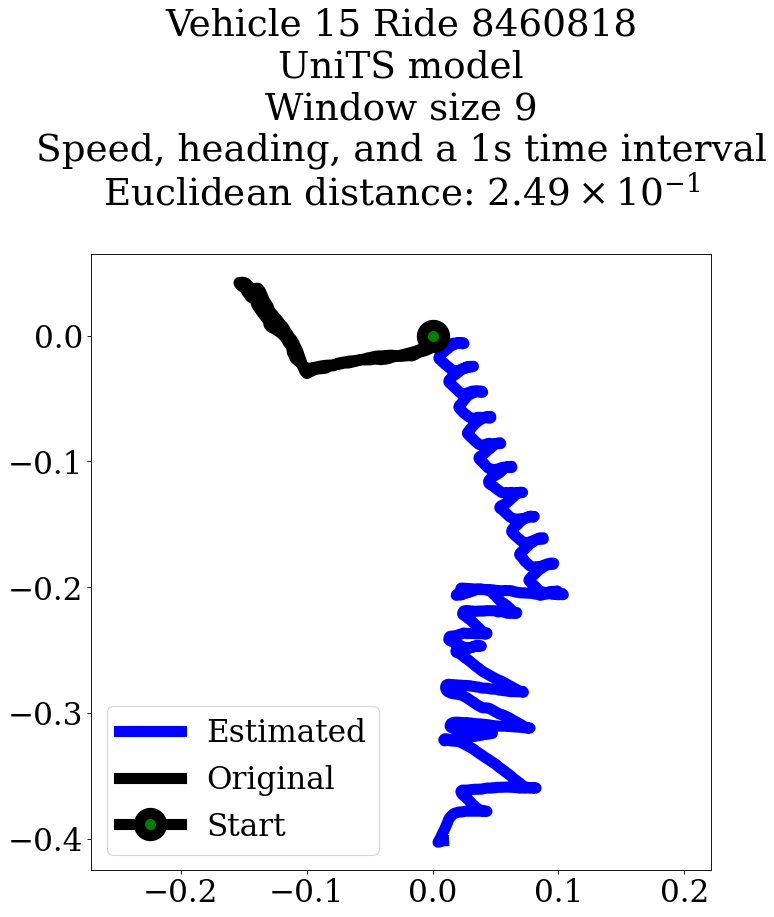 Vehicle 15 Ride 8460818
UniTS model
Window size 9
Speed, heading, and a 1s time interval
Euclidean distance: 2.49 × 10⁻¹
0.0
−0.1
−0.2
−0.3
−0.4
Estimated
Original
Start
−0.2 −0.1 0.0 0.1 0.2